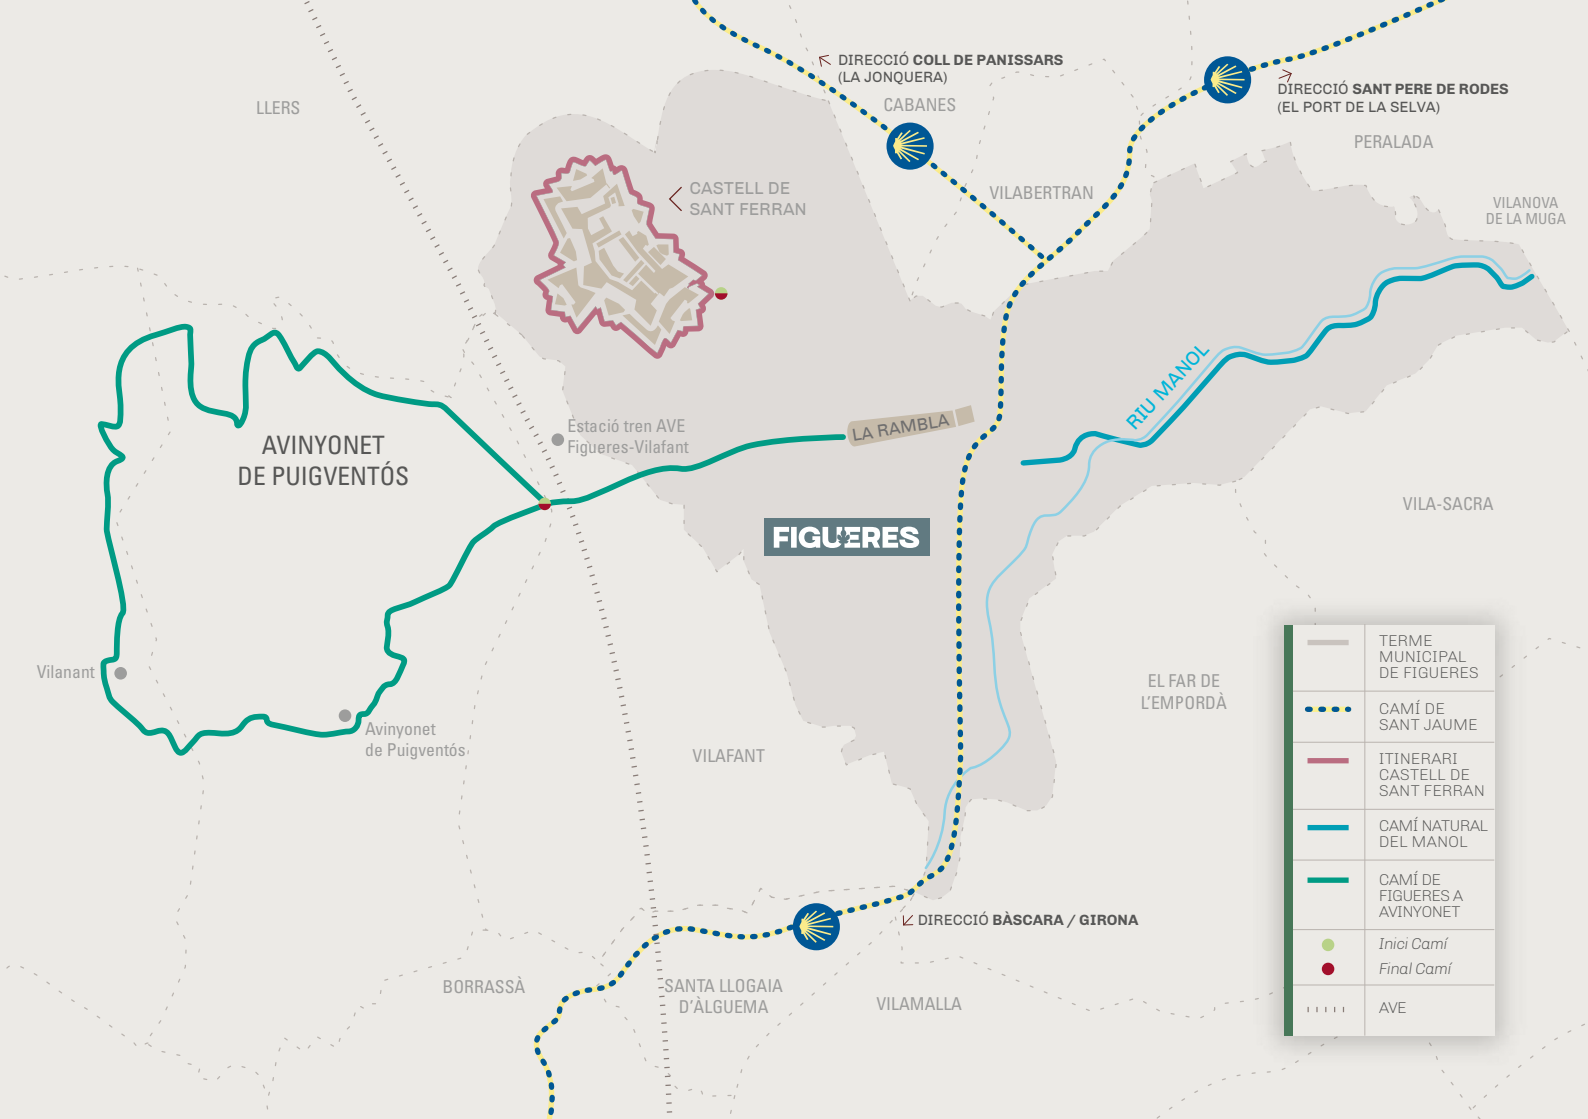 DIRECCIÓ COLL DE PANISSARS
(LA JONQUERA)
DIRECCIÓ SANT PERE DE RODES
(EL PORT DE LA SELVA)
LLERS
CABANES
PERALADA
CASTELL DE
SANT FERRAN
VILABERTRAN
VILANOVA
DE LA MUGA
RIU MANOL
Estació tren AVE
Figueres-Vilafant
LA RAMBLA
AVINYONET
DE PUIGVENTÓS
VILA-SACRA
FIGUERES
Vilanant
EL FAR DE
L'EMPORDÀ
Avinyonet
de Puigventós
VILAFANT
DIRECCIÓ BÀSCARA / GIRONA
BORRASSÀ
SANTA LLOGAIA
D'ÀLGUEMA
VILAMALLA
TERME
MUNICIPAL
DE FIGUERES
CAMÍ DE
SANT JAUME
ITINERARI
CASTELL DE
SANT FERRAN
CAMÍ NATURAL
DEL MANOL
CAMÍ DE
FIGUERES A
AVINYONET
Inici Camí
Final Camí
AVE